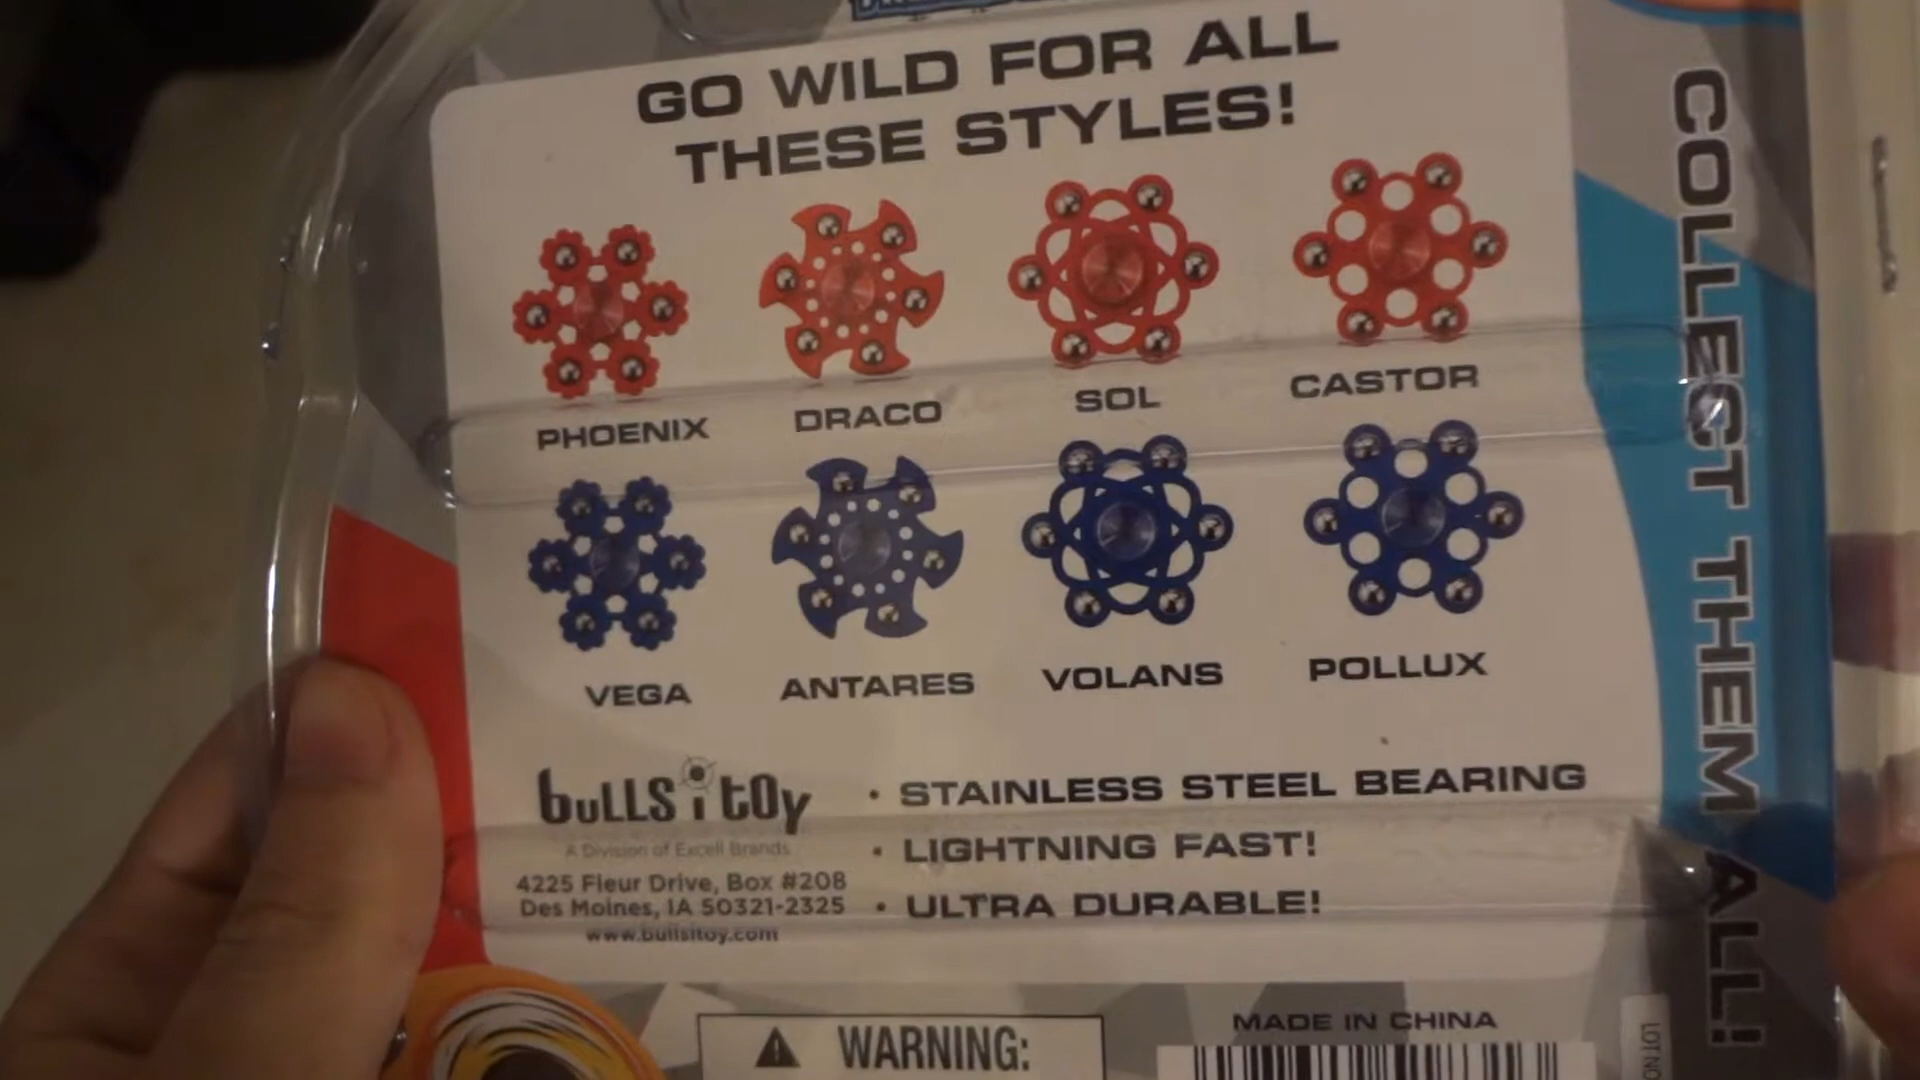 GO WILD FOR ALL
THESE STYLES!
PHOENIX
DRACO
SOL
CASTOR
VEGA
ANTARES
VOLANS
POLLUX
buLLS i tOy
A Division of Excell Brands
4225 Fleur Drive, Box #208
Des Moines, IA 50321-2325
www.bullsitoy.com
• STAINLESS STEEL BEARING
• LIGHTNING FAST!
• ULTRA DURABLE!
COLLECT THEM ALL!
WARNING:
MADE IN CHINA
LOT NO